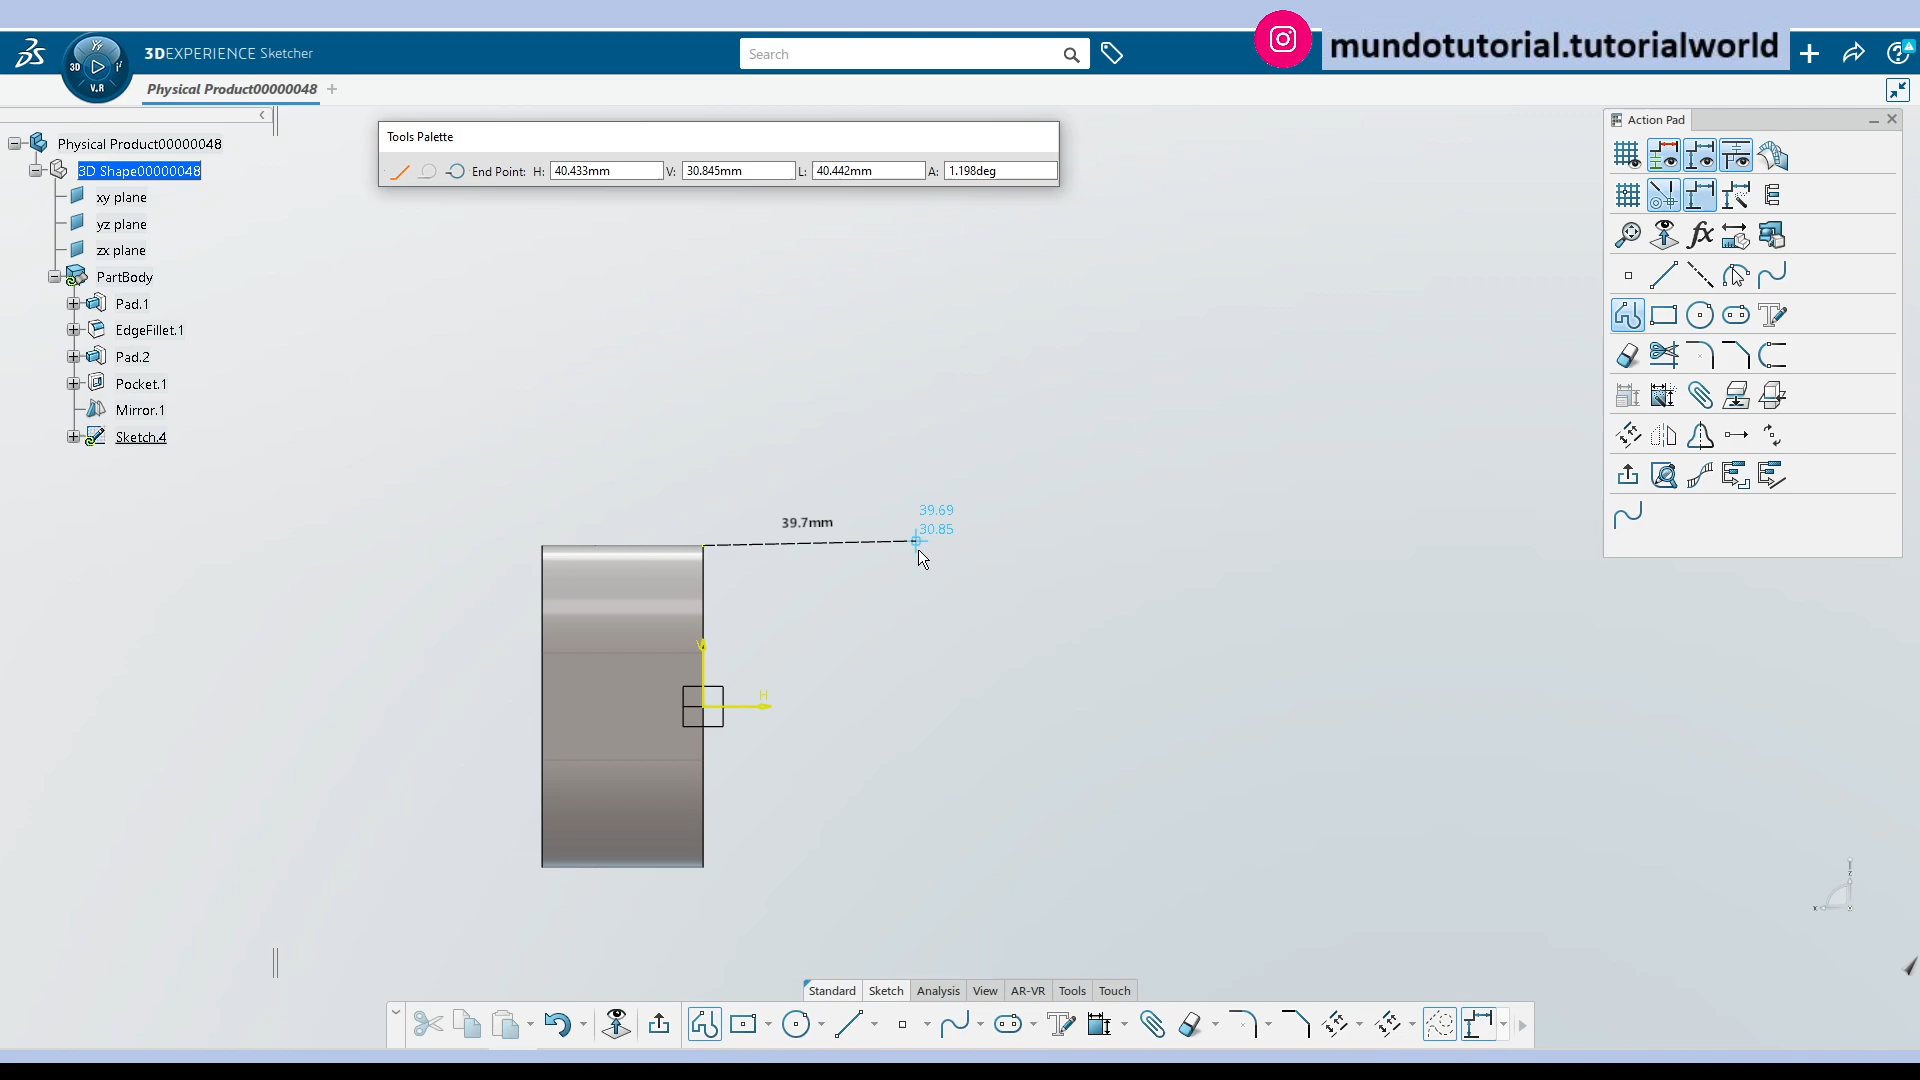 mundotutorial.tutorialworld
3DEXPERIENCE Sketcher
Search
3D
V.R
Physical Product00000048
Tools Palette
Action Pad
End Point: H: 40.433mm V: 30.845mm L: 40.442mm A: 1.198deg
Physical Product00000048
3D Shape00000048
xy plane
yz plane
zx plane
PartBody
Pad.1
EdgeFillet.1
Pad.2
Pocket.1
Mirror.1
Sketch.4
39.69
39.7mm
30.85
V
H
z
x
Standard Sketch Analysis View AR-VR Tools Touch